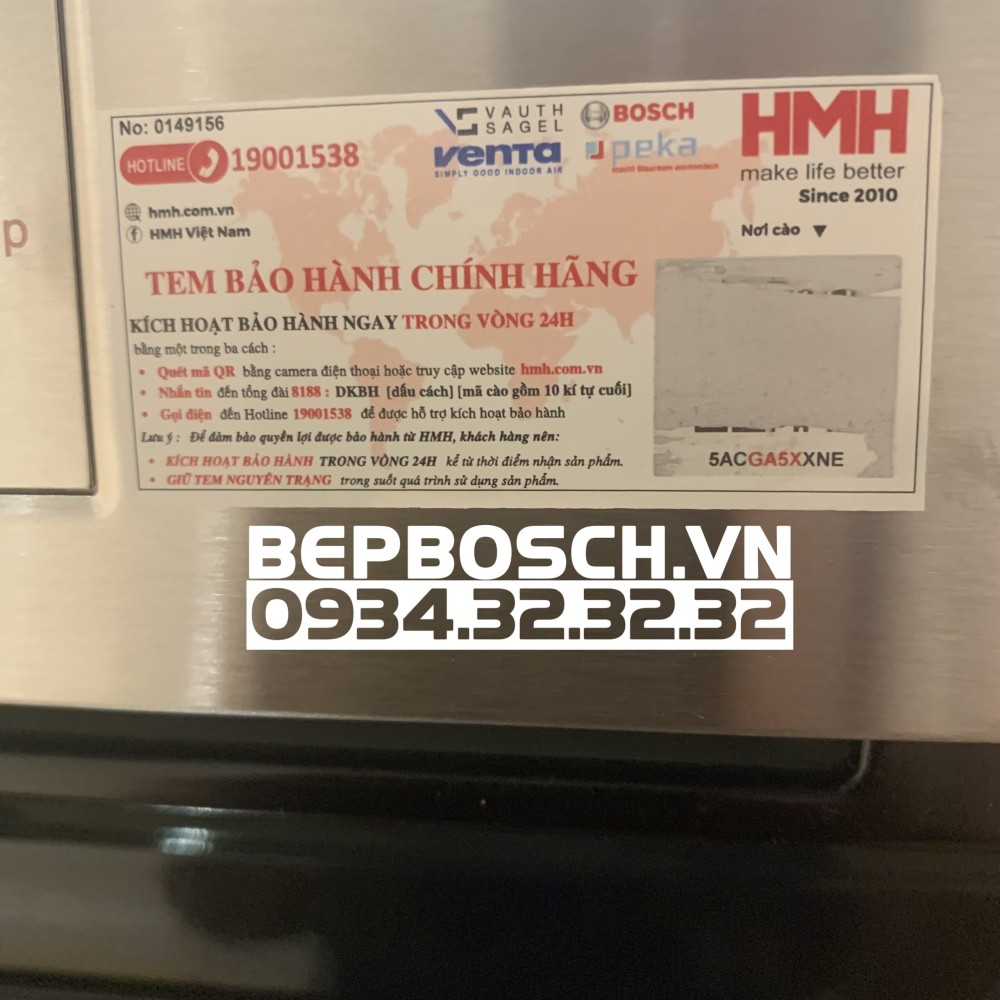 p
No: 0149156
HOTLINE 19001538
hmh.com.vn
HMH Việt Nam
VAUTH
SAGEL
venta
SIMPLY GOOD INDOOR AIR
BOSCH
peka
HMH
make life better
Since 2010
Nơi cào ▼
TEM BẢO HÀNH CHÍNH HÃNG
KÍCH HOẠT BẢO HÀNH NGAY TRONG VÒNG 24H
bằng một trong ba cách :
• Quét mã QR bằng camera điện thoại hoặc truy cập website hmh.com.vn
• Nhắn tin đến tổng đài 8188 : DKBH [dấu cách] [mã cào gồm 10 kí tự cuối]
• Gọi điện đến Hotline 19001538 để được hỗ trợ kích hoạt bảo hành
Lưu ý : Để đảm bảo quyền lợi được bảo hành từ HMH, khách hàng nên:
• KÍCH HOẠT BẢO HÀNH TRONG VÒNG 24H kể từ thời điểm nhận sản phẩm.
• GIỮ TEM NGUYÊN TRẠNG trong suốt quá trình sử dụng sản phẩm.
5ACGA5XXNE
BEPBOSCH.VN
0934.32.32.32